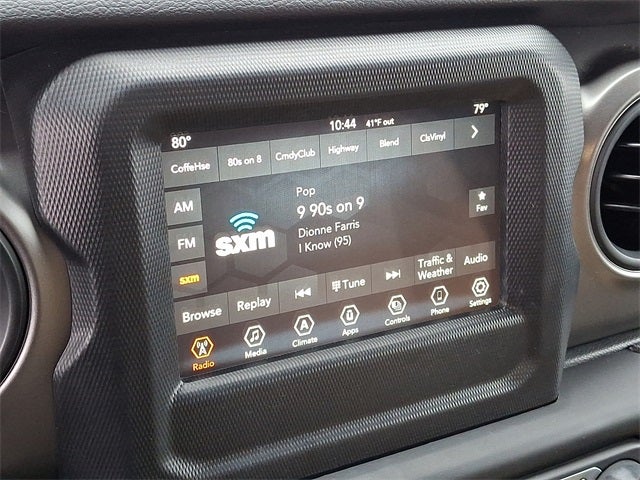 80° 10:44 41°F out 79°
CoffeHse 80s on 8 CmdyClub Highway Blend ClsVinyl
AM
Pop
9 90s on 9
Fav
FM
sxm
Dionne Farris
I Know (95)
sxm
Browse Replay Tune Traffic & Weather Audio
Radio Media Climate Apps Controls Phone Settings